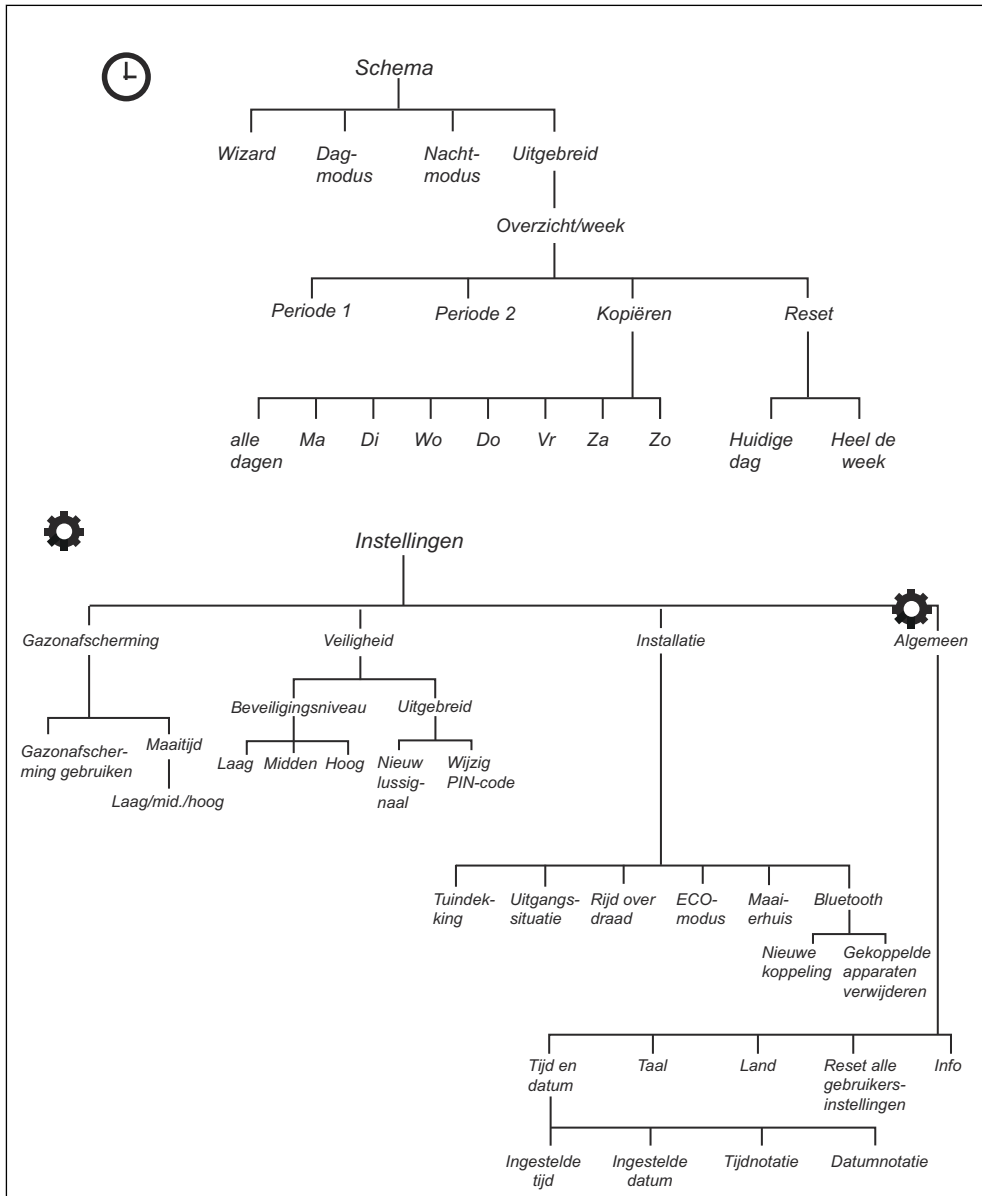 Schema
Wizard
Dag-
modus
Nacht-
modus
Uitgebreid
Overzicht/week
Periode 1
Periode 2
Kopiëren
Reset
alle
dagen
Ma
Di
Wo
Do
Vr
Za
Zo
Huidige
dag
Heel de
week
Instellingen
Gazonafscherming
Veiligheid
Installatie
Algemeen
Gazonafscher-
ming gebruiken
Maaitijd
Laag/mid./hoog
Beveiligingsniveau
Uitgebreid
Laag
Midden
Hoog
Nieuw
lussig-
naal
Wijzig
PIN-code
Tuindek-
king
Uitgangs-
situatie
Rijd over
draad
ECO-
modus
Maai-
erhuis
Bluetooth
Nieuwe
koppeling
Gekoppelde
apparaten
verwijderen
Tijd en
datum
Taal
Land
Reset alle
gebruikers-
instellingen
Info
Ingestelde
tijd
Ingestelde
datum
Tijdnotatie
Datumnotatie